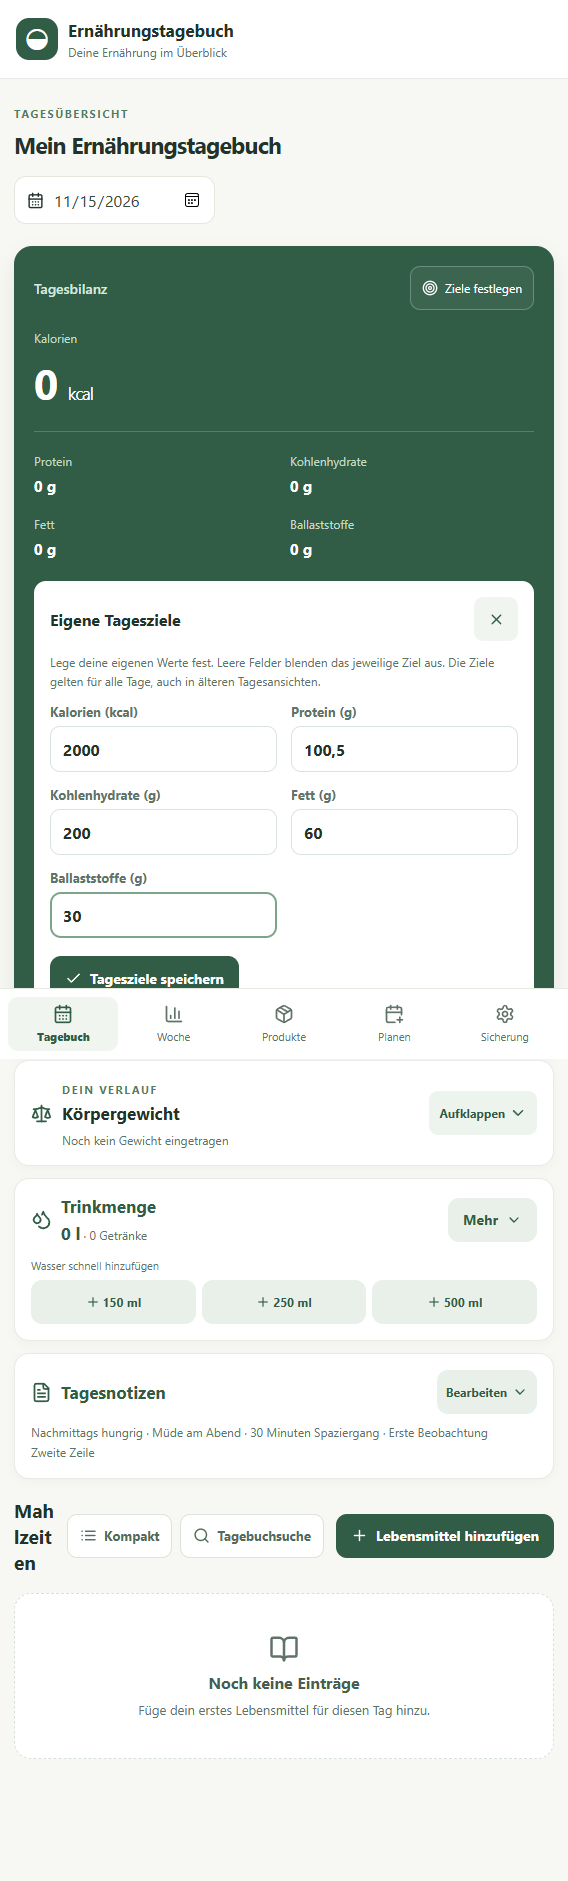 Ernährungstagebuch
Deine Ernährung im Überblick
TAGESÜBERSICHT
Mein Ernährungstagebuch
11/15/2026
Tagesbilanz
Ziele festlegen
Kalorien
0 kcal
Protein
Kohlenhydrate
0 g
0 g
Fett
Ballaststoffe
0 g
0 g
Eigene Tagesziele
Lege deine eigenen Werte fest. Leere Felder blenden das jeweilige Ziel aus. Die Ziele
gelten für alle Tage, auch in älteren Tagesansichten.
Kalorien (kcal)
Protein (g)
2000
100,5
Kohlenhydrate (g)
Fett (g)
200
60
Ballaststoffe (g)
30
Tagesziele speichern
Tagebuch
Woche
Produkte
Planen
Sicherung
DEIN VERLAUF
Körpergewicht
Noch kein Gewicht eingetragen
Aufklappen
Trinkmenge
0 l · 0 Getränke
Mehr
Wasser schnell hinzufügen
+ 150 ml
+ 250 ml
+ 500 ml
Tagesnotizen
Bearbeiten
Nachmittags hungrig · Müde am Abend · 30 Minuten Spaziergang · Erste Beobachtung
Zweite Zeile
Mah
lzeit
en
Kompakt
Tagebuchsuche
+ Lebensmittel hinzufügen
Noch keine Einträge
Füge dein erstes Lebensmittel für diesen Tag hinzu.